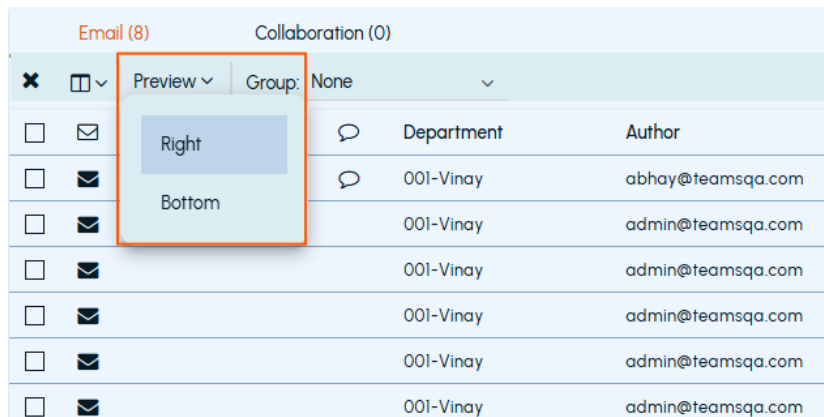 Email (8) Collaboration (0)
Preview Group: None
Right
Bottom
Department Author
001-Vinay abhay@teamsqa.com
001-Vinay admin@teamsqa.com
001-Vinay admin@teamsqa.com
001-Vinay admin@teamsqa.com
001-Vinay admin@teamsqa.com
001-Vinay admin@teamsqa.com